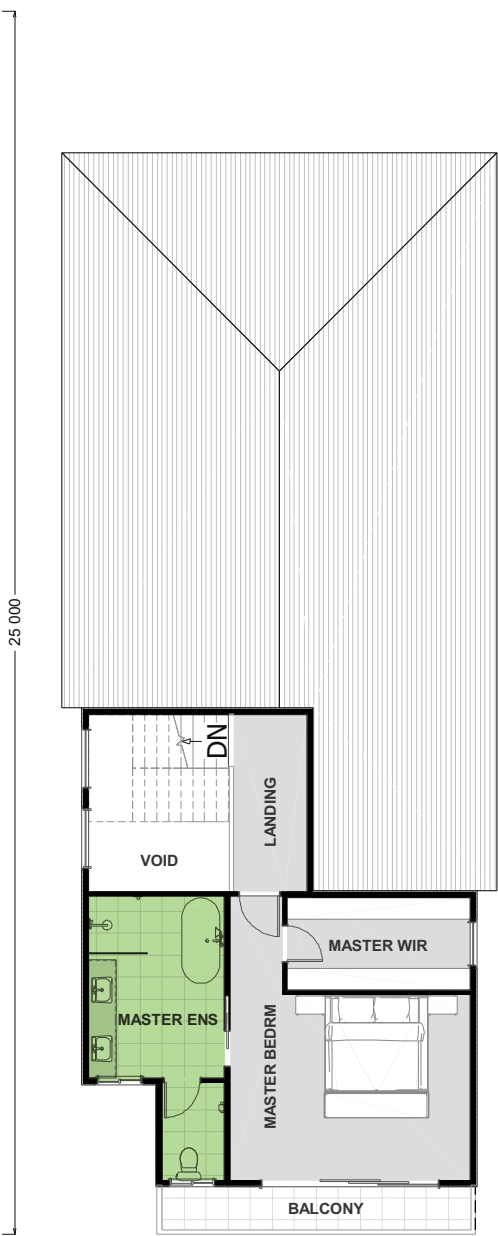 25 000
DN
LANDING
VOID
MASTER WIR
MASTER ENS
MASTER BEDRM
BALCONY